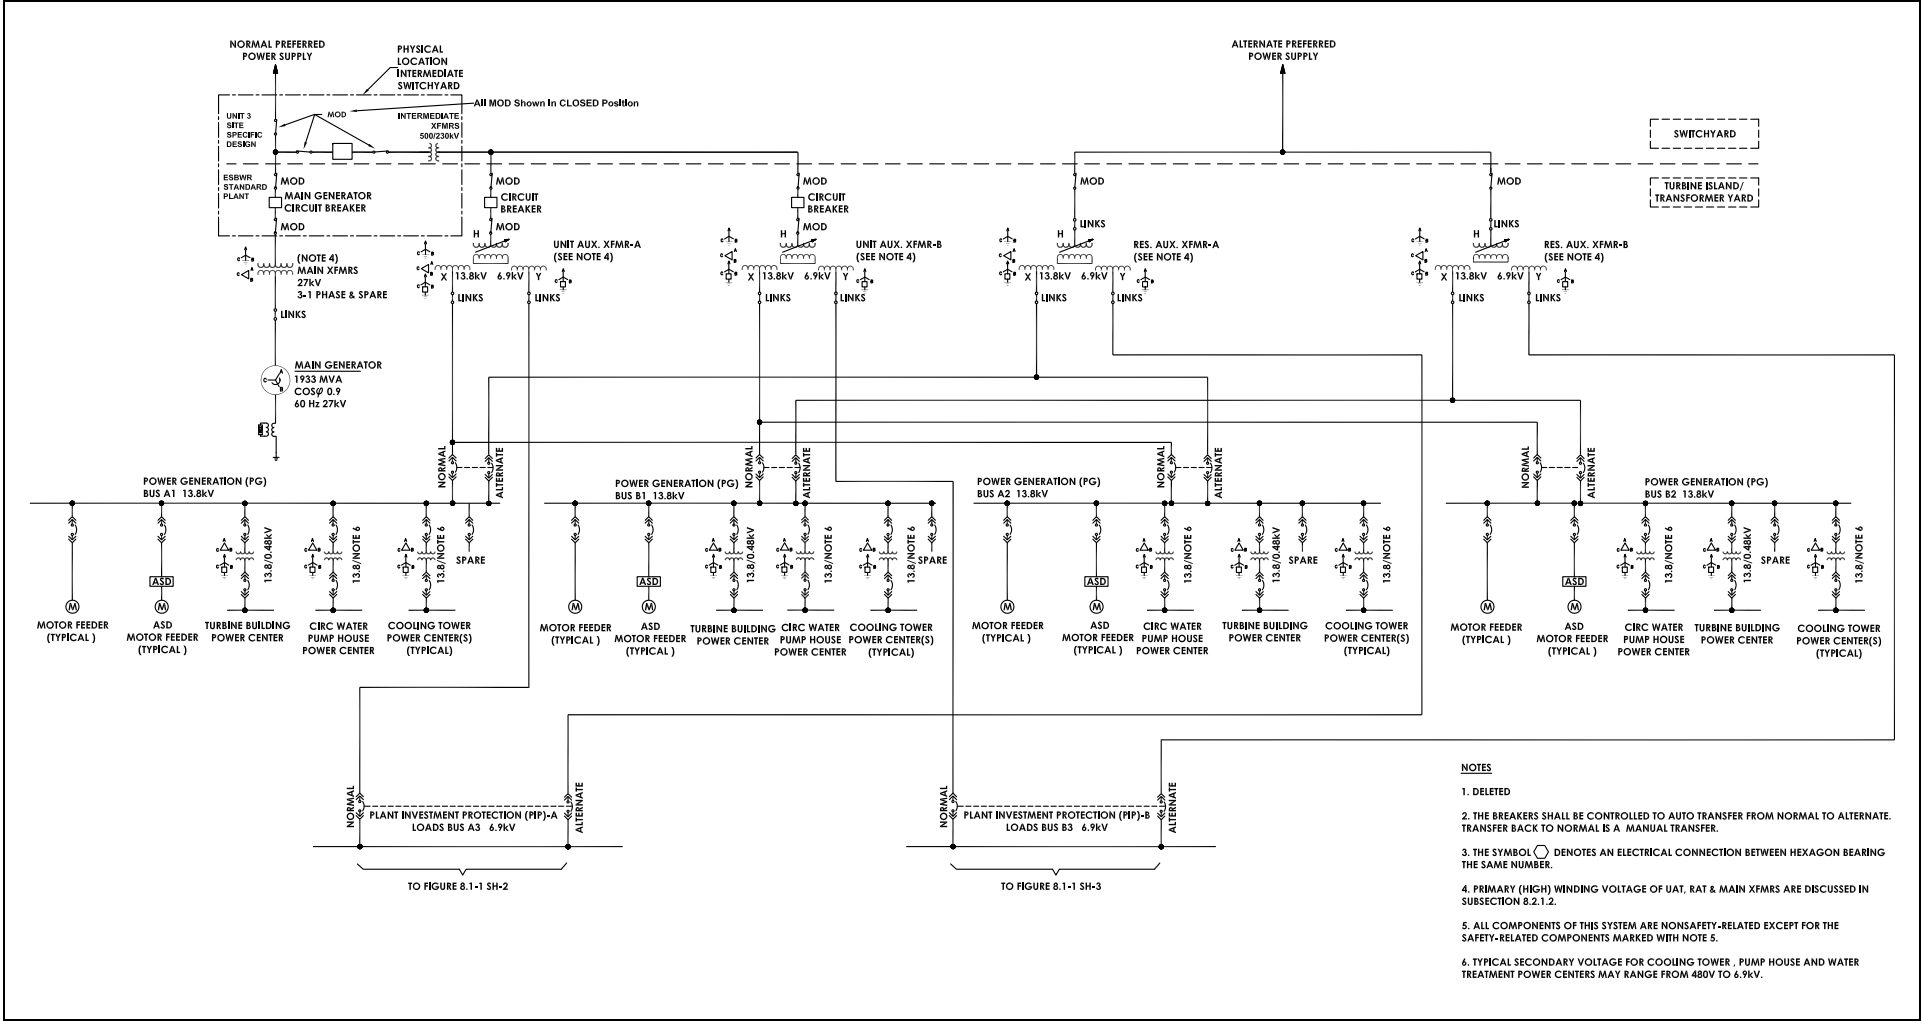 NORMAL PREFERRED
POWER SUPPLY
PHYSICAL
LOCATION
INTERMEDIATE
SWITCHYARD
ALTERNATE PREFERRED
POWER SUPPLY
All MOD Shown in CLOSED Position
UNIT 3
SITE
SPECIFIC
DESIGN
MOD
INTERMEDIATE
XFMRS
500/230kV
SWITCHYARD
ESBWR
STANDARD
PLANT
MOD
MAIN GENERATOR
CIRCUIT BREAKER
MOD
MOD
CIRCUIT
BREAKER
MOD
MOD
CIRCUIT
BREAKER
MOD
MOD
LINKS
MOD
LINKS
TURBINE ISLAND/
TRANSFORMER YARD
(NOTE 4)
MAIN XFMRS
27kV
3-1 PHASE & SPARE
LINKS
H
UNIT AUX. XFMR-A
(SEE NOTE 4)
X 13.8kV 6.9kV Y
LINKS LINKS
H
UNIT AUX. XFMR-B
(SEE NOTE 4)
X 13.8kV 6.9kV Y
LINKS LINKS
H
RES. AUX. XFMR-A
(SEE NOTE 4)
X 13.8kV 6.9kV Y
LINKS LINKS
H
RES. AUX. XFMR-B
(SEE NOTE 4)
X 13.8kV 6.9kV Y
LINKS LINKS
MAIN GENERATOR
1933 MVA
COSφ 0.9
60 Hz 27kV
POWER GENERATION (PG)
BUS A1 13.8kV
NORMAL
ALTERNATE
POWER GENERATION (PG)
BUS B1 13.8kV
NORMAL
ALTERNATE
POWER GENERATION (PG)
BUS A2 13.8kV
NORMAL
ALTERNATE
NORMAL
ALTERNATE
POWER GENERATION (PG)
BUS B2 13.8kV
13.8/0.48kV
13.8/NOTE 6
13.8/NOTE 6
SPARE
ASD
M
M
MOTOR FEEDER
(TYPICAL )
ASD
MOTOR FEEDER
(TYPICAL )
TURBINE BUILDING
POWER CENTER
CIRC WATER
PUMP HOUSE
POWER CENTER
COOLING TOWER
POWER CENTER(S)
(TYPICAL)
13.8/0.48kV
13.8/NOTE 6
13.8/NOTE 6
SPARE
ASD
M
M
MOTOR FEEDER
(TYPICAL )
ASD
MOTOR FEEDER
(TYPICAL )
TURBINE BUILDING
POWER CENTER
CIRC WATER
PUMP HOUSE
POWER CENTER
COOLING TOWER
POWER CENTER(S)
(TYPICAL)
13.8/NOTE 6
13.8/0.48kV
SPARE
13.8/NOTE 6
ASD
M
M
MOTOR FEEDER
(TYPICAL )
ASD
MOTOR FEEDER
(TYPICAL )
CIRC WATER
PUMP HOUSE
POWER CENTER
TURBINE BUILDING
POWER CENTER
COOLING TOWER
POWER CENTER(S)
(TYPICAL)
13.8/NOTE 6
13.8/0.48kV
SPARE
13.8/NOTE 6
ASD
M
M
MOTOR FEEDER
(TYPICAL )
ASD
MOTOR FEEDER
(TYPICAL )
CIRC WATER
PUMP HOUSE
POWER CENTER
TURBINE BUILDING
POWER CENTER
COOLING TOWER
POWER CENTER(S)
(TYPICAL)
NORMAL
PLANT INVESTMENT PROTECTION (PIP)-A
LOADS BUS A3 6.9kV
ALTERNATE
TO FIGURE 8.1-1 SH-2
NORMAL
PLANT INVESTMENT PROTECTION (PIP)-B
LOADS BUS B3 6.9kV
ALTERNATE
TO FIGURE 8.1-1 SH-3
NOTES
1. DELETED
2. THE BREAKERS SHALL BE CONTROLLED TO AUTO TRANSFER FROM NORMAL TO ALTERNATE.
TRANSFER BACK TO NORMAL IS A MANUAL TRANSFER.
3. THE SYMBOL DENOTES AN ELECTRICAL CONNECTION BETWEEN HEXAGON BEARING
THE SAME NUMBER.
4. PRIMARY (HIGH) WINDING VOLTAGE OF UAT, RAT & MAIN XFMRS ARE DISCUSSED IN
SUBSECTION 8.2.1.2.
5. ALL COMPONENTS OF THIS SYSTEM ARE NONSAFETY-RELATED EXCEPT FOR THE
SAFETY-RELATED COMPONENTS MARKED WITH NOTE 5.
6. TYPICAL SECONDARY VOLTAGE FOR COOLING TOWER , PUMP HOUSE AND WATER
TREATMENT POWER CENTERS MAY RANGE FROM 480V TO 6.9kV.